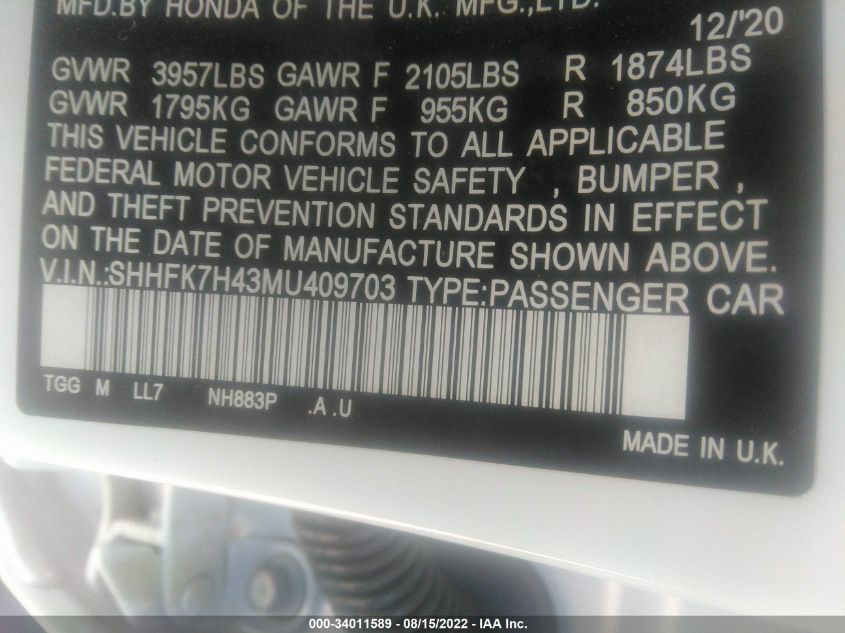 MFD.BY HONDA OF THE U.K. MFG.,LTD.
12/'20
GVWR 3957LBS GAWR F 2105LBS R 1874LBS
GVWR 1795KG GAWR F 955KG R 850KG
THIS VEHICLE CONFORMS TO ALL APPLICABLE
FEDERAL MOTOR VEHICLE SAFETY , BUMPER ,
AND THEFT PREVENTION STANDARDS IN EFFECT
ON THE DATE OF MANUFACTURE SHOWN ABOVE.
V.I.N.:SHHFK7H43MU409703 TYPE:PASSENGER CAR
TGG M LL7 NH883P .A .U
MADE IN U.K.
000-34011589 - 08/15/2022 - IAA Inc.